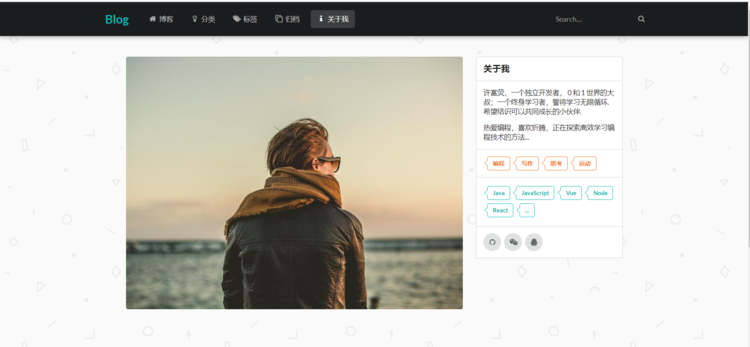 Blog 博客 分类 标签 归档 关于我 Search....
关于我
许富荧，一个独立开发者，0 和 1 世界的大
叔；一个终身学习者，誓将学习无限循环.
希望结识可以共同成长的小伙伴.
热爱编程，喜欢折腾，正在探索高效学习编
程技术的方法...
编程 写作 思考 运动
Java JavaScript Vue Node
React ...